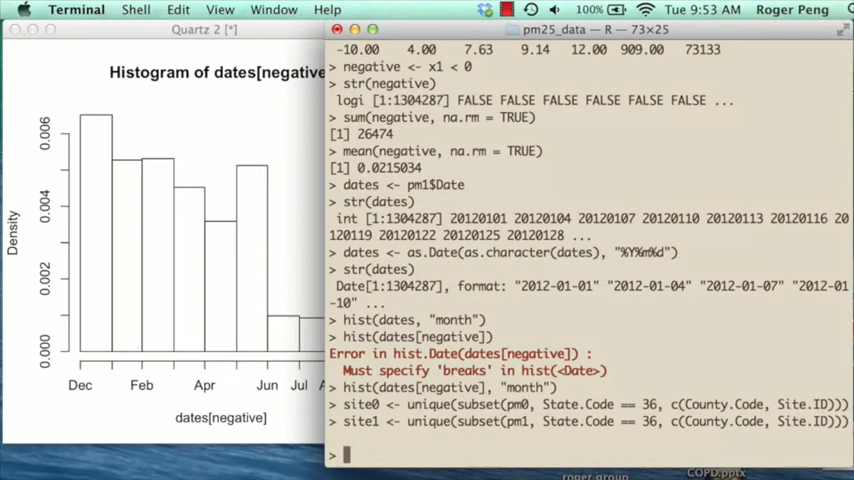 Terminal Shell Edit View Window Help 100% Tue 9:53 AM Roger Peng
Quartz 2 [*]
Histogram of dates[negative
0.006
0.004
0.002
0.000
Density
Dec Feb Apr Jun Jul A
dates[negative]
pm25_data — R — 73×25
-10.00 4.00 7.63 9.14 12.00 909.00 73133
> negative <- x1 < 0
> str(negative)
logi [1:1304287] FALSE FALSE FALSE FALSE FALSE FALSE ...
> sum(negative, na.rm = TRUE)
[1] 26474
> mean(negative, na.rm = TRUE)
[1] 0.0215034
> dates <- pm1$Date
> str(dates)
int [1:1304287] 20120101 20120104 20120107 20120110 20120113 20120116 20
120119 20120122 20120125 20120128 ...
> dates <- as.Date(as.character(dates), "%Y%m%d")
> str(dates)
Date[1:1304287], format: "2012-01-01" "2012-01-04" "2012-01-07" "2012-01
-10" ...
> hist(dates, "month")
> hist(dates[negative])
Error in hist.Date(dates[negative]) :
Must specify 'breaks' in hist(<Date>)
> hist(dates[negative], "month")
> site0 <- unique(subset(pm0, State.Code == 36, c(County.Code, Site.ID)))
> site1 <- unique(subset(pm1, State.Code == 36, c(County.Code, Site.ID)))
>
roger group
COPD.pptx